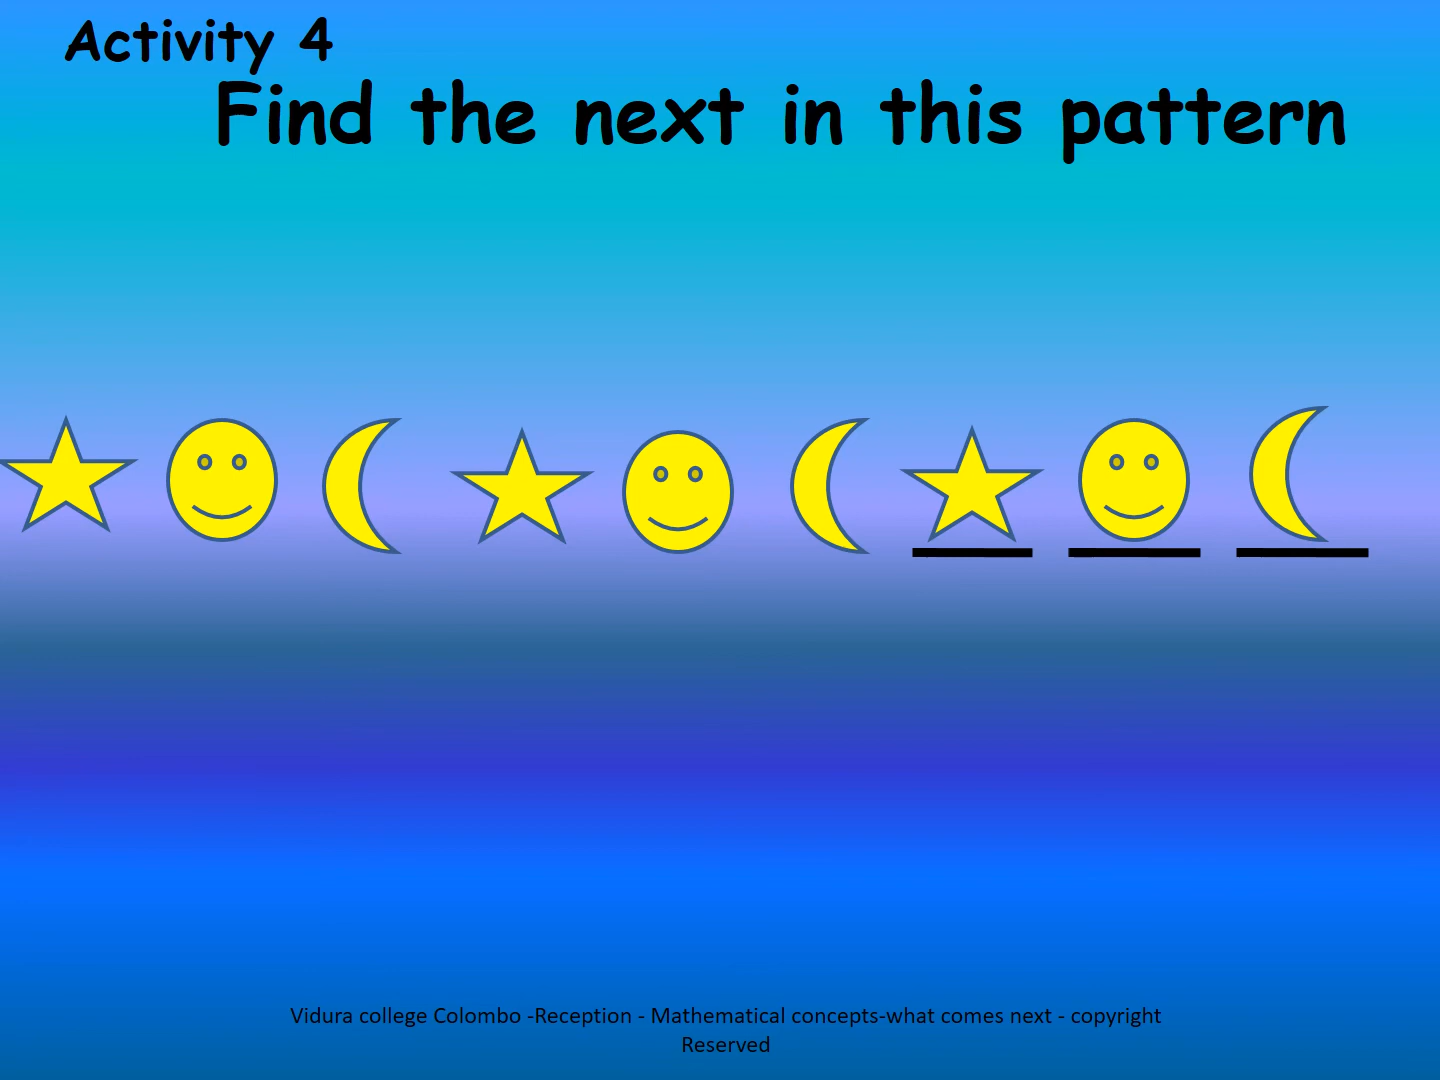 Activity 4
Find the next in this pattern
Vidura college Colombo -Reception - Mathematical concepts-what comes next - copyright
Reserved